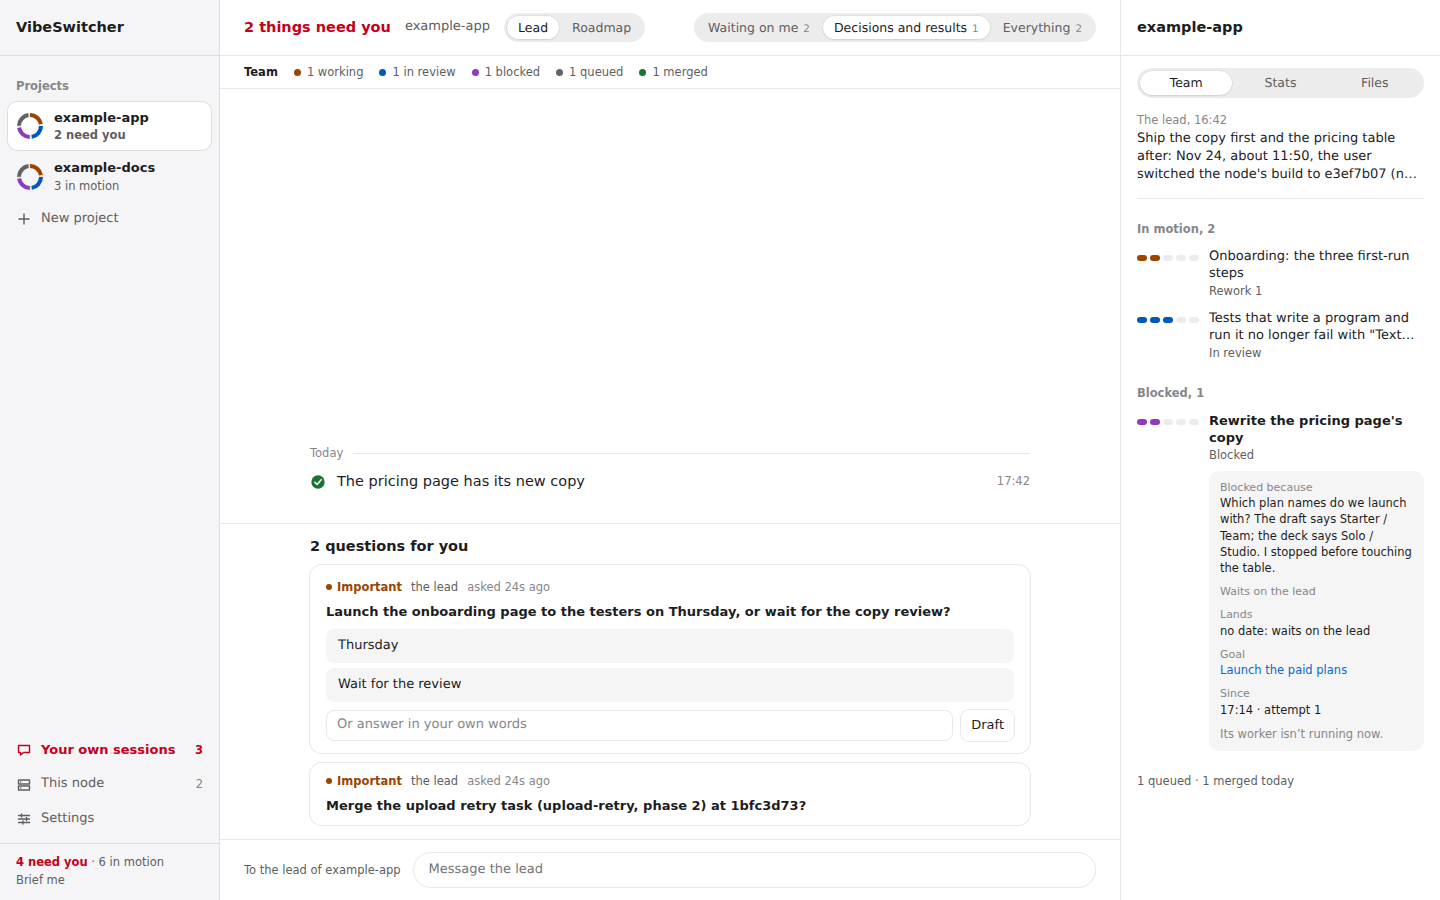 VibeSwitcher
Projects
example-app
2 need you
example-docs
3 in motion
New project
Your own sessions 3
This node 2
Settings
4 need you · 6 in motion
Brief me
2 things need you example-app Lead Roadmap Waiting on me 2 Decisions and results 1 Everything 2
Team 1 working 1 in review 1 blocked 1 queued 1 merged
Today
The pricing page has its new copy 17:42
2 questions for you
Important the lead asked 24s ago
Launch the onboarding page to the testers on Thursday, or wait for the copy review?
Thursday
Wait for the review
Or answer in your own words Draft
Important the lead asked 24s ago
Merge the upload retry task (upload-retry, phase 2) at 1bfc3d73?
To the lead of example-app Message the lead
example-app
Team Stats Files
The lead, 16:42
Ship the copy first and the pricing table
after: Nov 24, about 11:50, the user
switched the node's build to e3ef7b07 (n…
In motion, 2
Onboarding: the three first-run
steps
Rework 1
Tests that write a program and
run it no longer fail with "Text…
In review
Blocked, 1
Rewrite the pricing page's
copy
Blocked
Blocked because
Which plan names do we launch
with? The draft says Starter /
Team; the deck says Solo /
Studio. I stopped before touching
the table.
Waits on the lead
Lands
no date: waits on the lead
Goal
Launch the paid plans
Since
17:14 · attempt 1
Its worker isn’t running now.
1 queued · 1 merged today